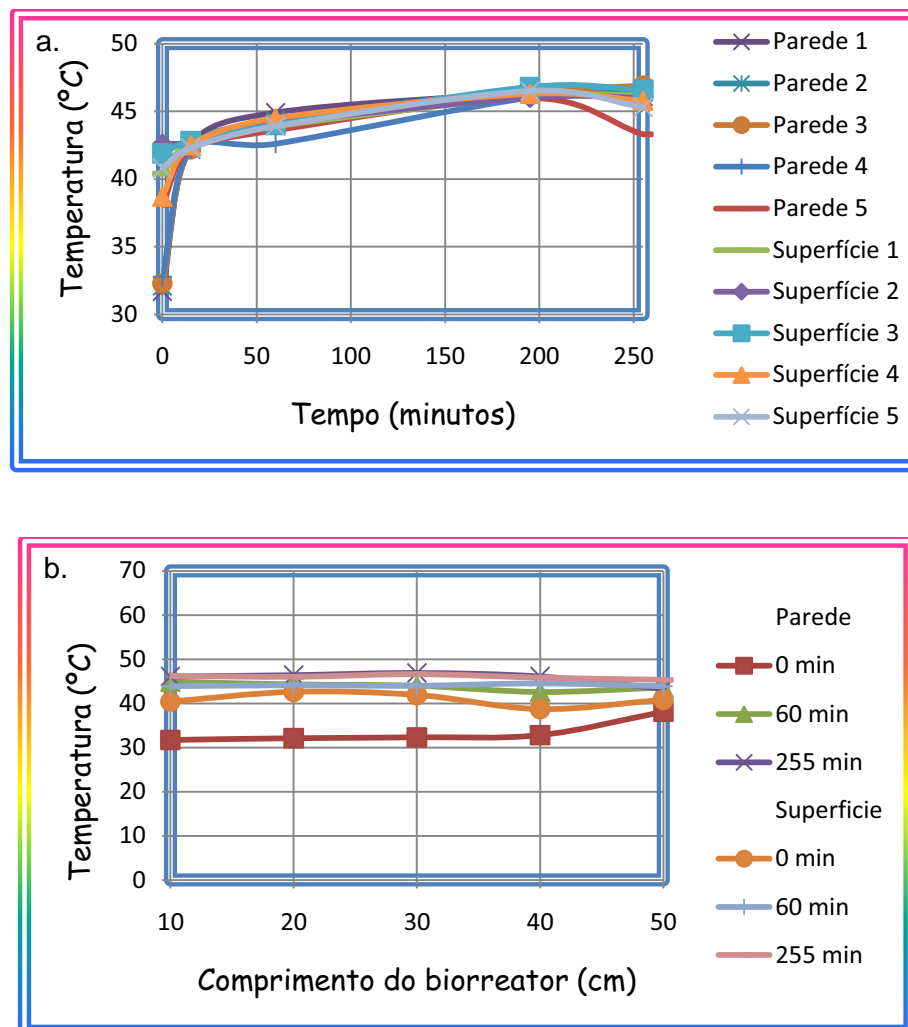 a.
Temperatura (°C)
50
45
40
35
30
0 50 100 150 200 250
Tempo (minutos)
Parede 1
Parede 2
Parede 3
Parede 4
Parede 5
Superfície 1
Superfície 2
Superfície 3
Superfície 4
Superfície 5
b.
Temperatura (°C)
70
60
50
40
30
20
10
0
10 20 30 40 50
Comprimento do biorreator (cm)
Parede
0 min
60 min
255 min
Superficie
0 min
60 min
255 min